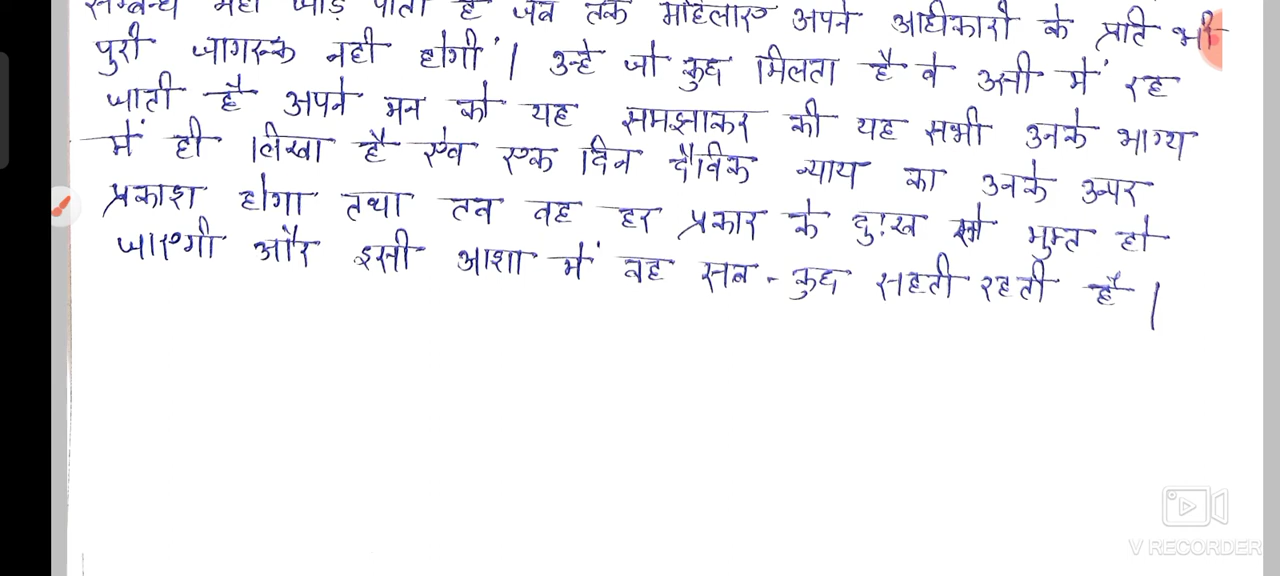 सम्बन्ध नही जोड़ पाती है जब तक महिलाए अपने अधिकारों के प्रति भी
पुरी जागरूक नही होगीं। उन्हे जो कुछ मिलता है वे उसी में रह
जाती है अपने मन को यह समझाकर की यह सभी उनके भाग्य
में ही लिखा है एंव एक दिन दैविक न्याय का उनके उपर
प्रकाश होगा तथा तब वह हर प्रकार के दुःख से मुक्त हो
जाएगी और इसी आशा में वह सब - कुछ सहती रहती है।
V RECORDER